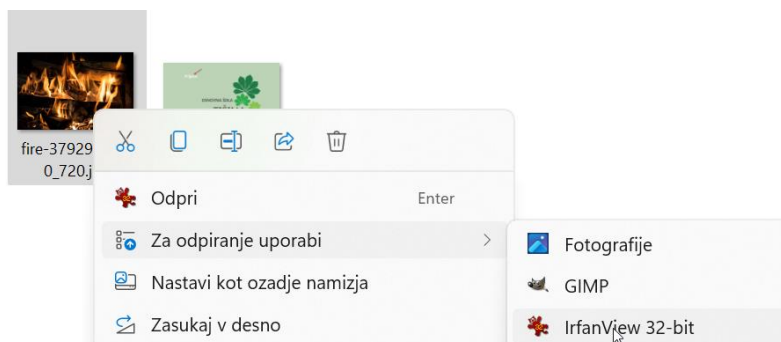 fire-37929
0_720.j
Odpri Enter
Za odpiranje uporabi
Nastavi kot ozadje namizja
Zasukaj v desno
Fotografije
GIMP
IrfanView 32-bit